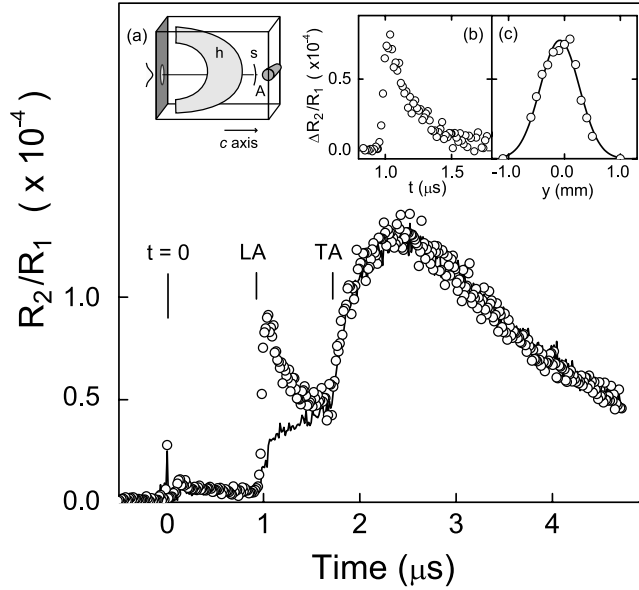 (a)
h
s
A
c axis
(b)
ΔR₂/R₁ ( x10⁻⁴)
0.5
0.0
1.0
1.5
t (μs)
(c)
-1.0
0.0
1.0
y (mm)
R₂/R₁ ( x 10⁻⁴)
1.0
0.5
0.0
t = 0
LA
TA
0
1
2
3
4
Time (μs)